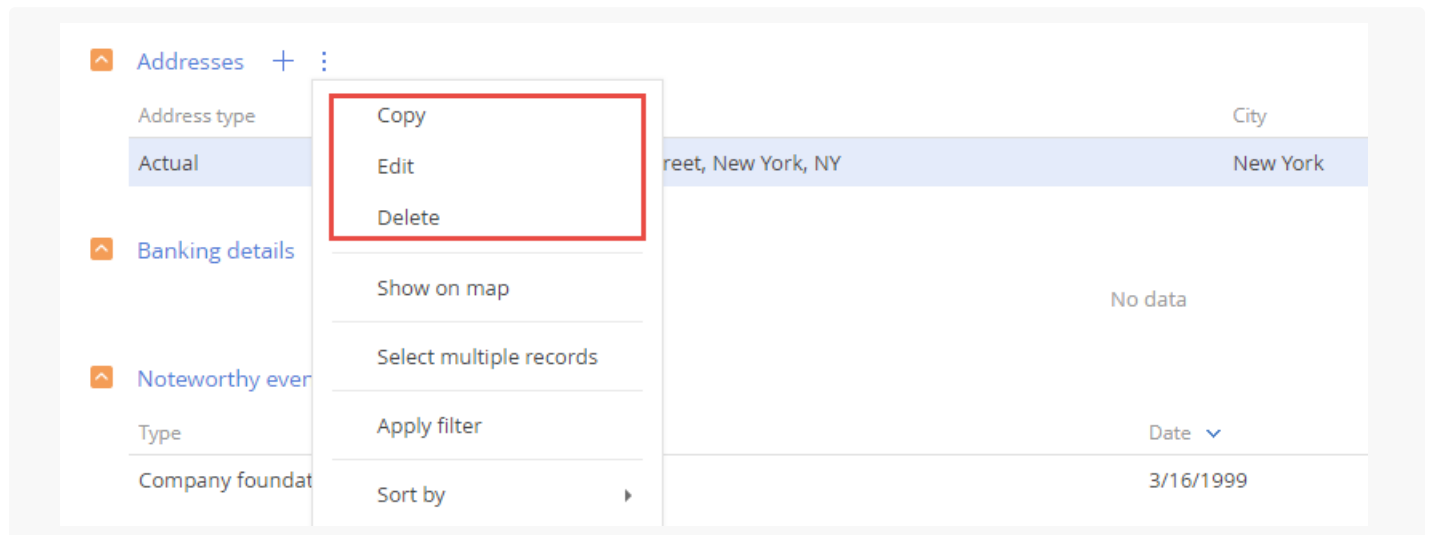 Addresses
Address type
City
Copy
Actual
reet, New York, NY
New York
Edit
Delete
Banking details
Show on map
No data
Select multiple records
Noteworthy even
Apply filter
Type
Date
Company foundat
3/16/1999
Sort by